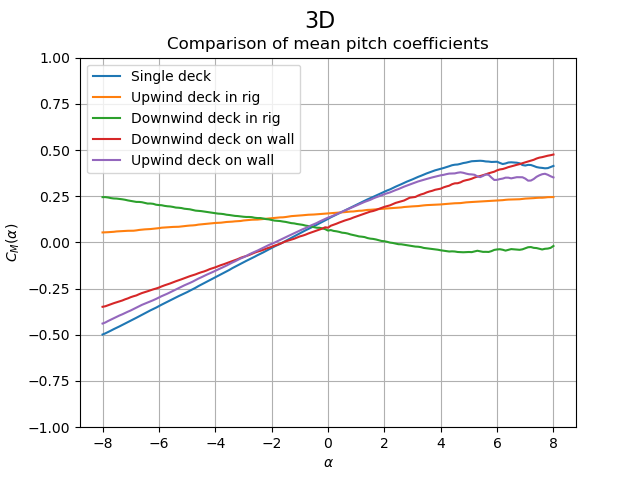 3D
Comparison of mean pitch coefficients
Single deck
Upwind deck in rig
Downwind deck in rig
Downwind deck on wall
Upwind deck on wall
1.00
0.75
0.50
0.25
0.00
−0.25
−0.50
−0.75
−1.00
C_M(α)
−8 −6 −4 −2 0 2 4 6 8
α